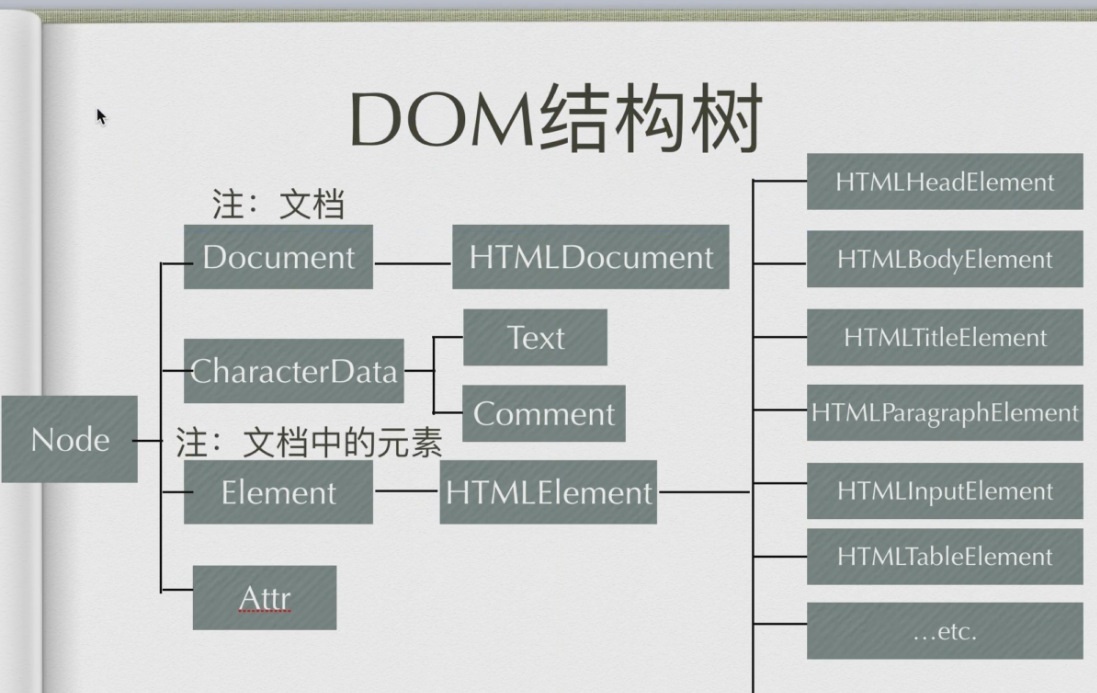 DOM结构树
注：文档
Document
HTMLDocument
CharacterData
Text
Comment
Node
注：文档中的元素
Element
HTMLElement
Attr
HTMLHeadElement
HTMLBodyElement
HTMLTitleElement
HTMLParagraphElement
HTMLInputElement
HTMLTableElement
...etc.